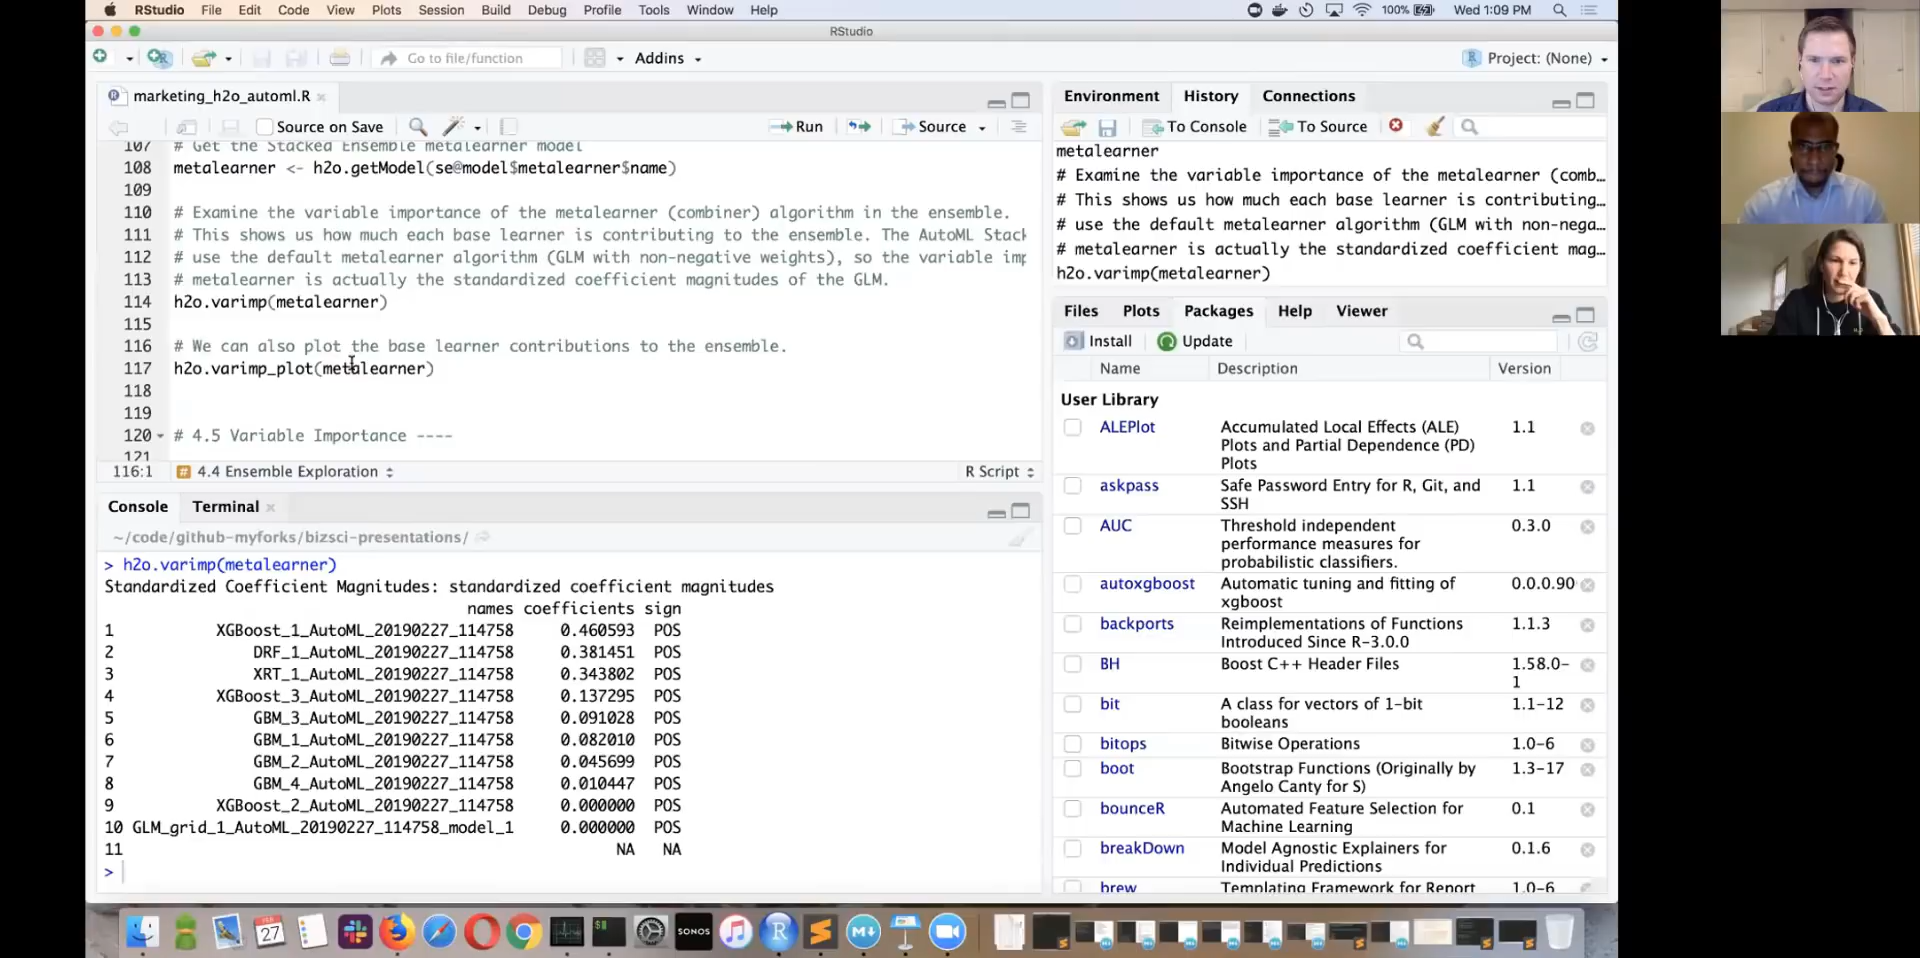 RStudio File Edit Code View Plots Session Build Debug Profile Tools Window Help 100% Wed 1:09 PM
RStudio
Go to file/function Addins Project: (None)
marketing_h2o_automl.R
Source on Save Run Source
107 # Get the Stacked Ensemble metalearner model
108 metalearner <- h2o.getModel(se@model$metalearner$name)
109
110 # Examine the variable importance of the metalearner (combiner) algorithm in the ensemble.
111 # This shows us how much each base learner is contributing to the ensemble. The AutoML Stack
112 # use the default metalearner algorithm (GLM with non-negative weights), so the variable imp
113 # metalearner is actually the standardized coefficient magnitudes of the GLM.
114 h2o.varimp(metalearner)
115
116 # We can also plot the base learner contributions to the ensemble.
117 h2o.varimp_plot(metalearner)
118
119
120 # 4.5 Variable Importance ----
121
116:1 4.4 Ensemble Exploration R Script
Console Terminal
~/code/github-myforks/bizsci-presentations/
> h2o.varimp(metalearner)
Standardized Coefficient Magnitudes: standardized coefficient magnitudes
names coefficients sign
1 XGBoost_1_AutoML_20190227_114758 0.460593 POS
2 DRF_1_AutoML_20190227_114758 0.381451 POS
3 XRT_1_AutoML_20190227_114758 0.343802 POS
4 XGBoost_3_AutoML_20190227_114758 0.137295 POS
5 GBM_3_AutoML_20190227_114758 0.091028 POS
6 GBM_1_AutoML_20190227_114758 0.082010 POS
7 GBM_2_AutoML_20190227_114758 0.045699 POS
8 GBM_4_AutoML_20190227_114758 0.010447 POS
9 XGBoost_2_AutoML_20190227_114758 0.000000 POS
10 GLM_grid_1_AutoML_20190227_114758_model_1 0.000000 POS
11 NA NA
>
Environment History Connections
To Console To Source
metalearner
# Examine the variable importance of the metalearner (comb…
# This shows us how much each base learner is contributing…
# use the default metalearner algorithm (GLM with non-nega…
# metalearner is actually the standardized coefficient mag…
h2o.varimp(metalearner)
Files Plots Packages Help Viewer
Install Update
Name Description Version
User Library
ALEPlot Accumulated Local Effects (ALE) 1.1
Plots and Partial Dependence (PD)
Plots
askpass Safe Password Entry for R, Git, and 1.1
SSH
AUC Threshold independent 0.3.0
performance measures for
probabilistic classifiers.
autoxgboost Automatic tuning and fitting of 0.0.0.90
xgboost
backports Reimplementations of Functions 1.1.3
Introduced Since R-3.0.0
BH Boost C++ Header Files 1.58.0-
1
bit A class for vectors of 1-bit 1.1-12
booleans
bitops Bitwise Operations 1.0-6
boot Bootstrap Functions (Originally by 1.3-17
Angelo Canty for S)
bounceR Automated Feature Selection for 0.1
Machine Learning
breakDown Model Agnostic Explainers for 0.1.6
Individual Predictions
brew Templating Framework for Report 1.0-6
FEB
27
SONOS
R
M